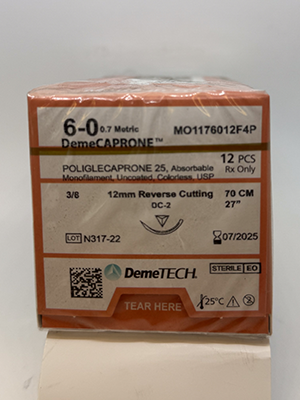 6-0 0.7 Metric MO1176012F4P
DemeCAPRONE™ 12 PCS
POLIGLECAPRONE 25, Absorbable Rx Only
Monofilament, Uncoated, Colorless, USP
3/8 12mm Reverse Cutting 70 CM
DC-2 27"
LOT N317-22 07/2025
DemeTECH STERILE EO
TEAR HERE 25°C